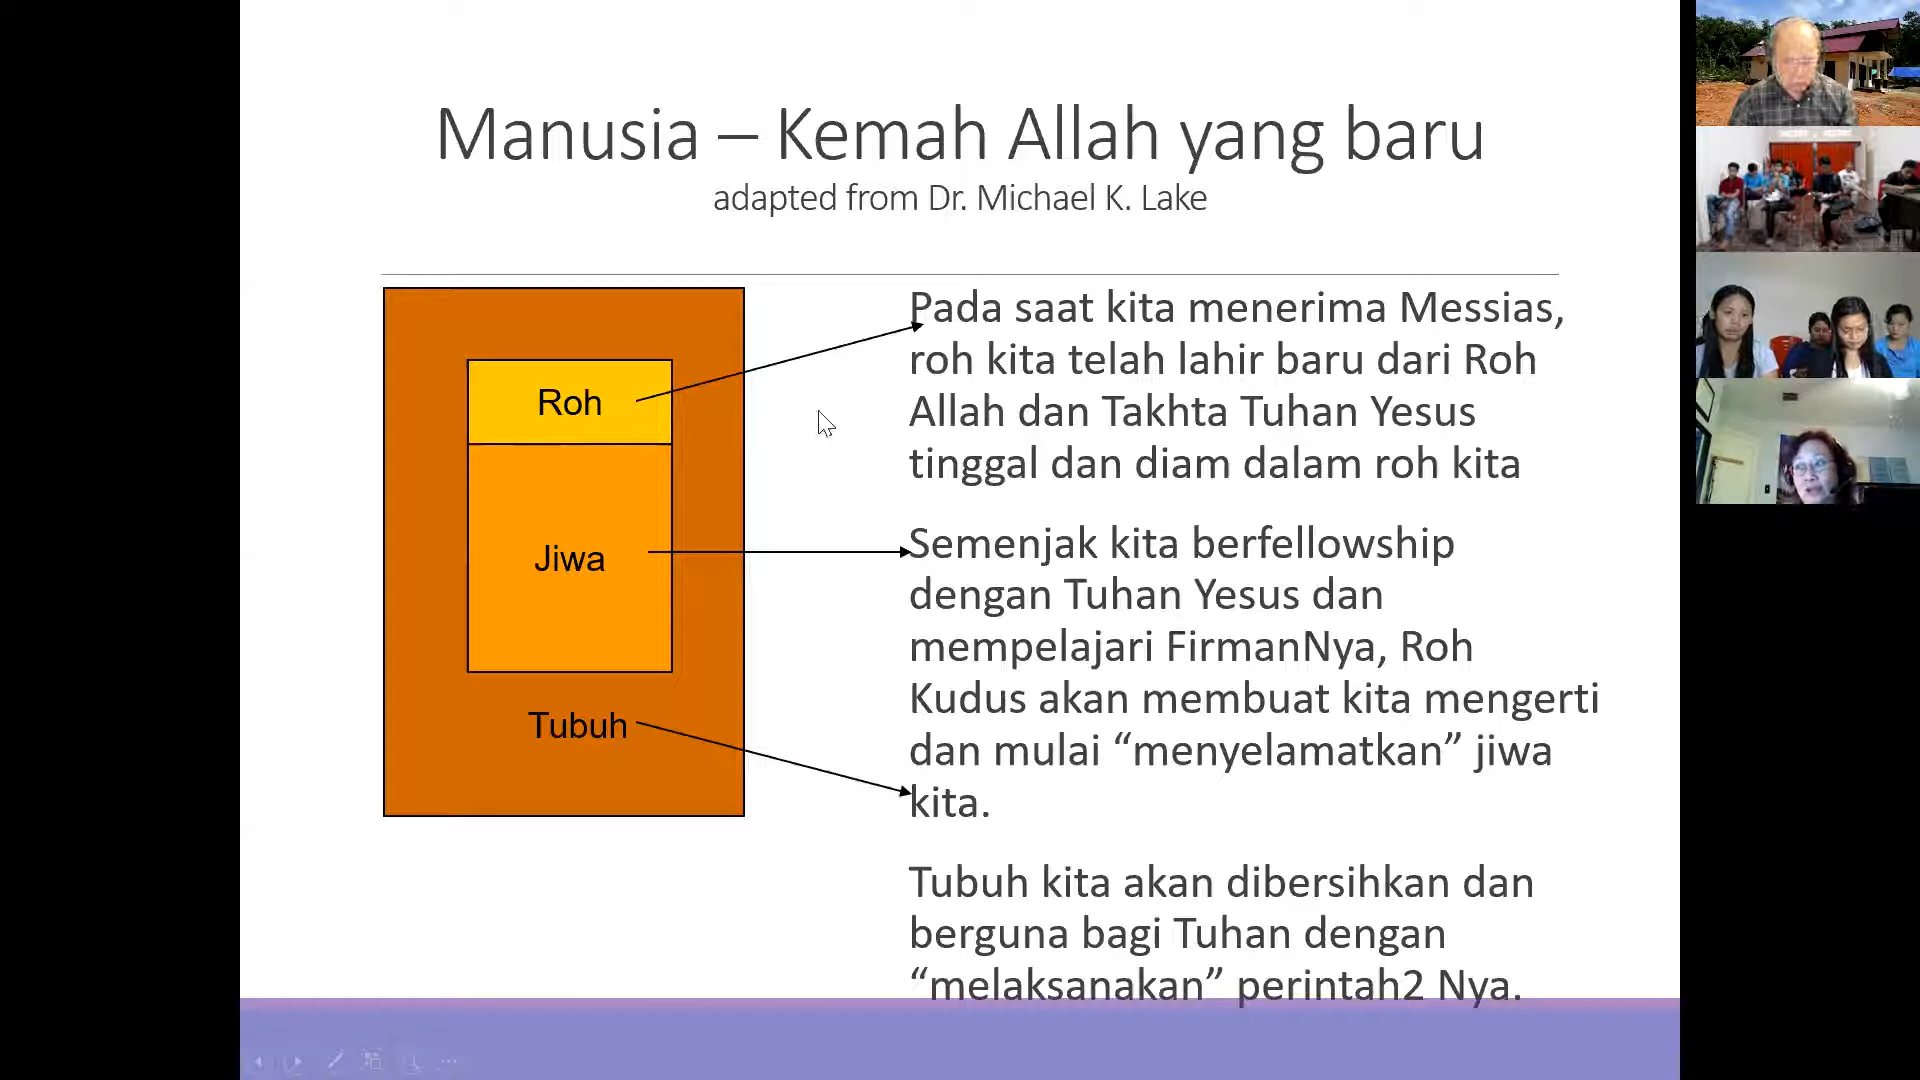 Manusia – Kemah Allah yang baru
adapted from Dr. Michael K. Lake
Roh
Jiwa
Tubuh
Pada saat kita menerima Messias,
roh kita telah lahir baru dari Roh
Allah dan Takhta Tuhan Yesus
tinggal dan diam dalam roh kita
Semenjak kita berfellowship
dengan Tuhan Yesus dan
mempelajari FirmanNya, Roh
Kudus akan membuat kita mengerti
dan mulai “menyelamatkan” jiwa
kita.
Tubuh kita akan dibersihkan dan
berguna bagi Tuhan dengan
“melaksanakan” perintah2 Nya.